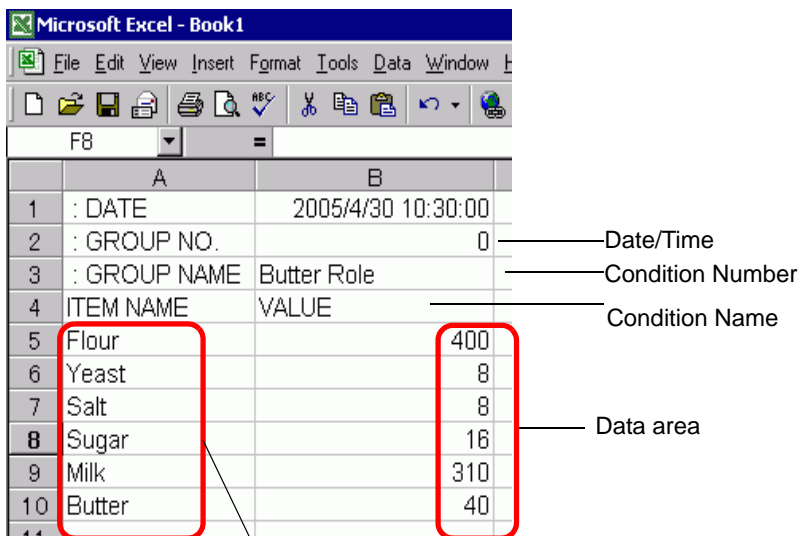 Microsoft Excel - Book1
File Edit View Insert Format Tools Data Window H
ABC
F8 =
A B
1 : DATE 2005/4/30 10:30:00
2 : GROUP NO. 0 Date/Time
3 : GROUP NAME Butter Role Condition Number
4 ITEM NAME VALUE Condition Name
5 Flour 400
6 Yeast 8
7 Salt 8
8 Sugar 16 Data area
9 Milk 310
10 Butter 40